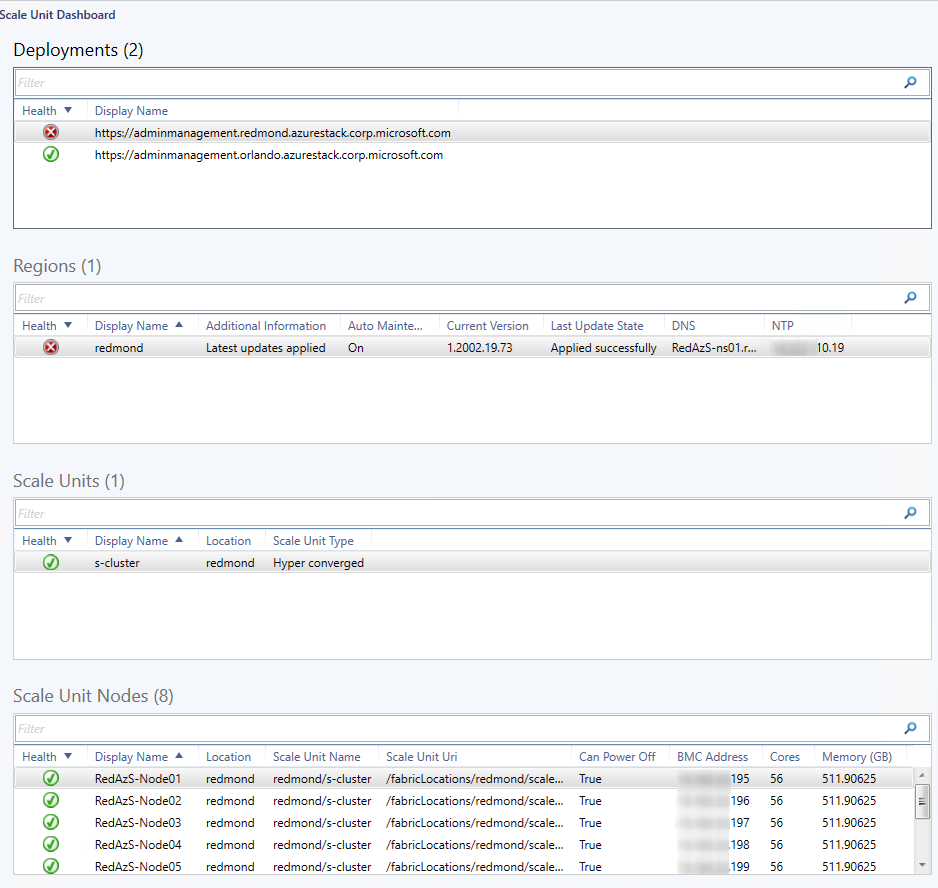 Scale Unit Dashboard
Deployments (2)
Filter
Health Display Name
https://adminmanagement.redmond.azurestack.corp.microsoft.com
https://adminmanagement.orlando.azurestack.corp.microsoft.com
Regions (1)
Filter
Health Display Name Additional Information Auto Mainte... Current Version Last Update State DNS NTP
redmond Latest updates applied On 1.2002.19.73 Applied successfully RedAzS-ns01.r... 10.19
Scale Units (1)
Filter
Health Display Name Location Scale Unit Type
s-cluster redmond Hyper converged
Scale Unit Nodes (8)
Filter
Health Display Name Location Scale Unit Name Scale Unit Uri Can Power Off BMC Address Cores Memory (GB)
RedAzS-Node01 redmond redmond/s-cluster /fabricLocations/redmond/scale... True 195 56 511.90625
RedAzS-Node02 redmond redmond/s-cluster /fabricLocations/redmond/scale... True 196 56 511.90625
RedAzS-Node03 redmond redmond/s-cluster /fabricLocations/redmond/scale... True .197 56 511.90625
RedAzS-Node04 redmond redmond/s-cluster /fabricLocations/redmond/scale... True .198 56 511.90625
RedAzS-Node05 redmond redmond/s-cluster /fabricLocations/redmond/scale... True .199 56 511.90625